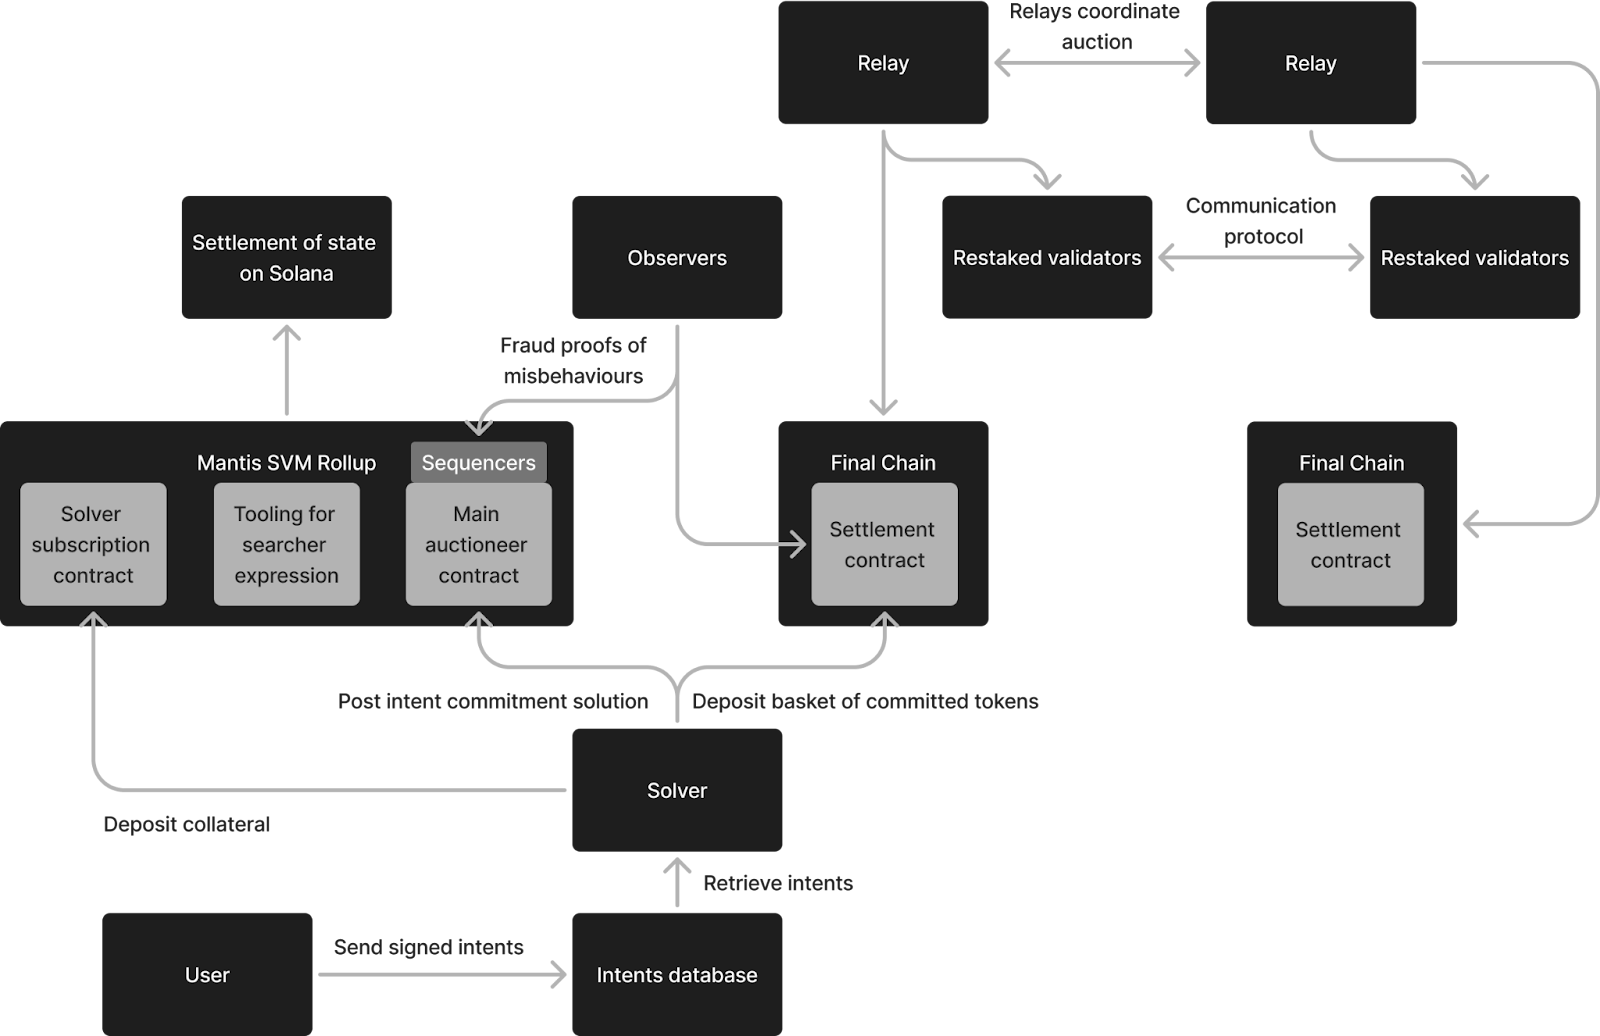 Relays coordinate
auction
Relay
Relay
Settlement of state
on Solana
Observers
Restaked validators
Communication
protocol
Restaked validators
Fraud proofs of
misbehaviours
Mantis SVM Rollup
Sequencers
Solver
subscription
contract
Tooling for
searcher
expression
Main
auctioneer
contract
Final Chain
Settlement
contract
Final Chain
Settlement
contract
Post intent commitment solution
Deposit basket of committed tokens
Solver
Deposit collateral
Retrieve intents
User
Send signed intents
Intents database